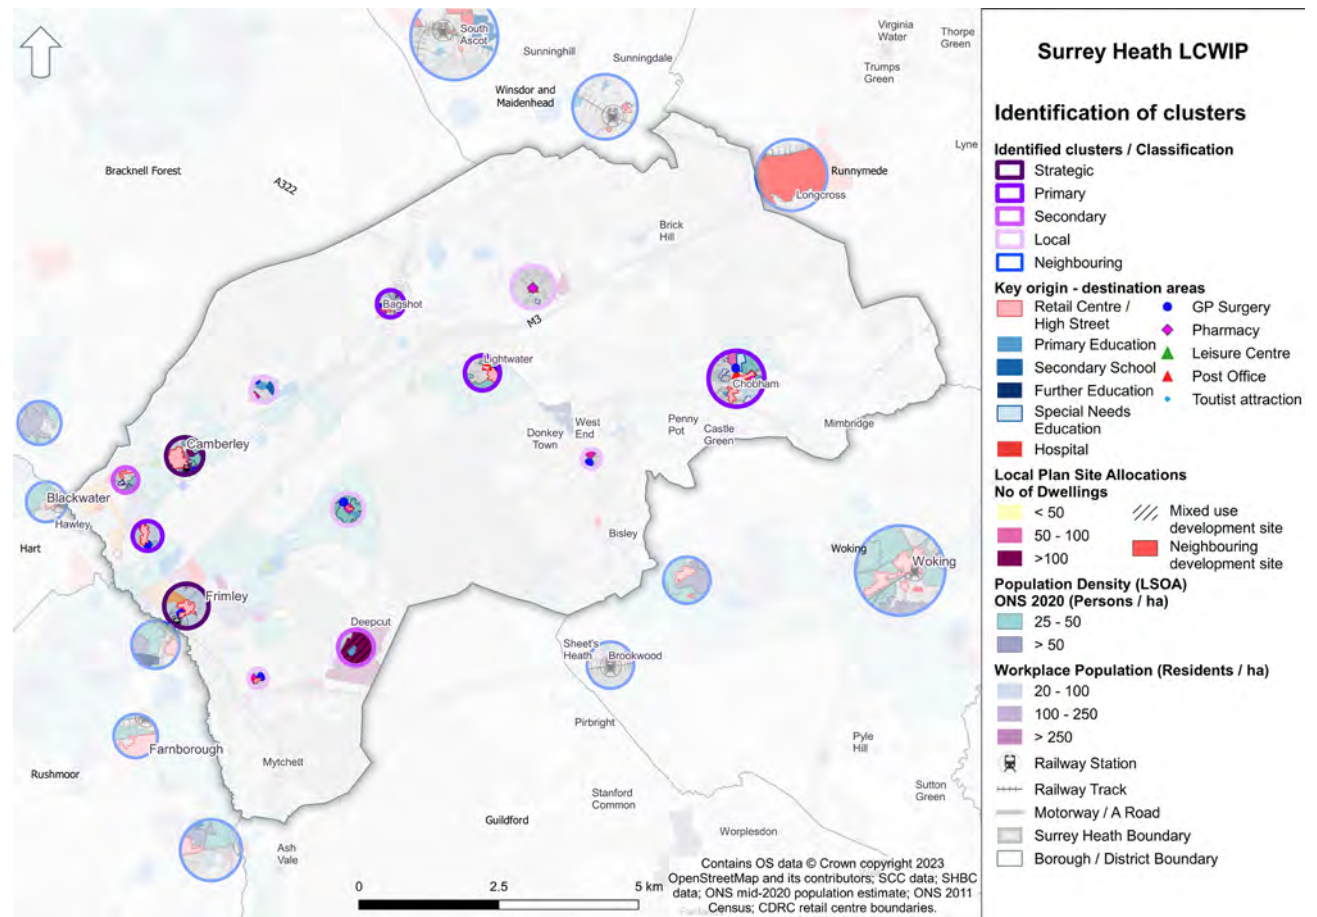 South
Ascot
Sunninghill
Sunningdale
Virginia
Water
Thorpe
Green
Trumps
Green
Winsdor and
Maidenhead
Lyne
Bracknell Forest
A322
Runnymede
Longcross
Brick
Hill
Bagshot
M3
Lightwater
Chobham
Penny
Pot
Castle
Green
Mimbridge
Donkey
Town
West
End
Camberley
Blackwater
Hawley
Hart
Bisley
Woking
Woking
Frimley
Deepcut
Sheet's
Heath
Brookwood
Pirbright
Farnborough
Mytchett
Rushmoor
Pyle
Hill
Sutton
Green
Stanford
Common
Guildford
Worplesdon
Ash
Vale
0 2.5 5 km
Contains OS data © Crown copyright 2023
OpenStreetMap and its contributors; SCC data; SHBC
data; ONS mid-2020 population estimate; ONS 2011
Census; CDRC retail centre boundaries.
Surrey Heath LCWIP
Identification of clusters
Identified clusters / Classification
Strategic
Primary
Secondary
Local
Neighbouring
Key origin - destination areas
Retail Centre /
High Street
Primary Education
Secondary School
Further Education
Special Needs
Education
Hospital
GP Surgery
Pharmacy
Leisure Centre
Post Office
Toutist attraction
Local Plan Site Allocations
No of Dwellings
< 50
50 - 100
>100
Mixed use
development site
Neighbouring
development site
Population Density (LSOA)
ONS 2020 (Persons / ha)
25 - 50
> 50
Workplace Population (Residents / ha)
20 - 100
100 - 250
> 250
Railway Station
Railway Track
Motorway / A Road
Surrey Heath Boundary
Borough / District Boundary